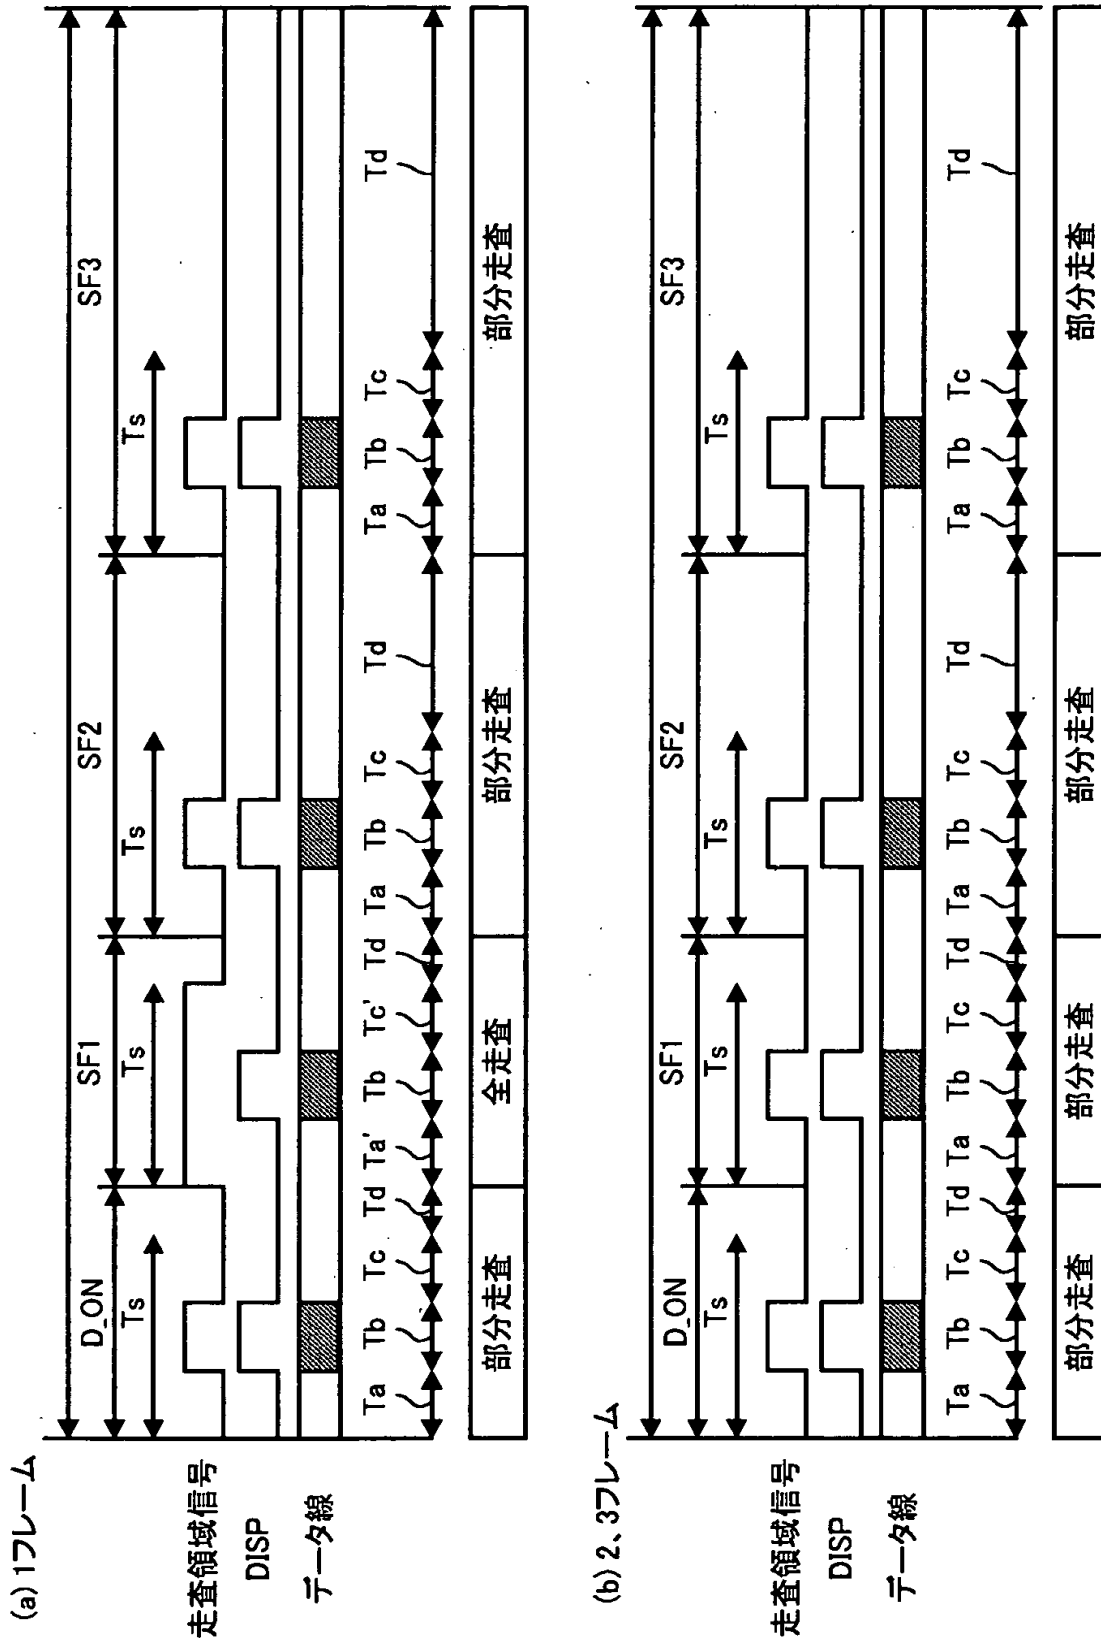 (a) 1フレーム
D_ON SF1 SF2 SF3
Ts Ts Ts Ts
走査領域信号
DISP
データ線
Ta Tb Tc Td Ta' Tb Tc' Td Ta Tb Tc Td Ta Tb Tc Td
部分走査 全走査 部分走査 部分走査
(b) 2、3フレーム
D_ON SF1 SF2 SF3
Ts Ts Ts Ts
走査領域信号
DISP
データ線
Ta Tb Tc Td Ta Tb Tc Td Ta Tb Tc Td Ta Tb Tc Td
部分走査 部分走査 部分走査 部分走査